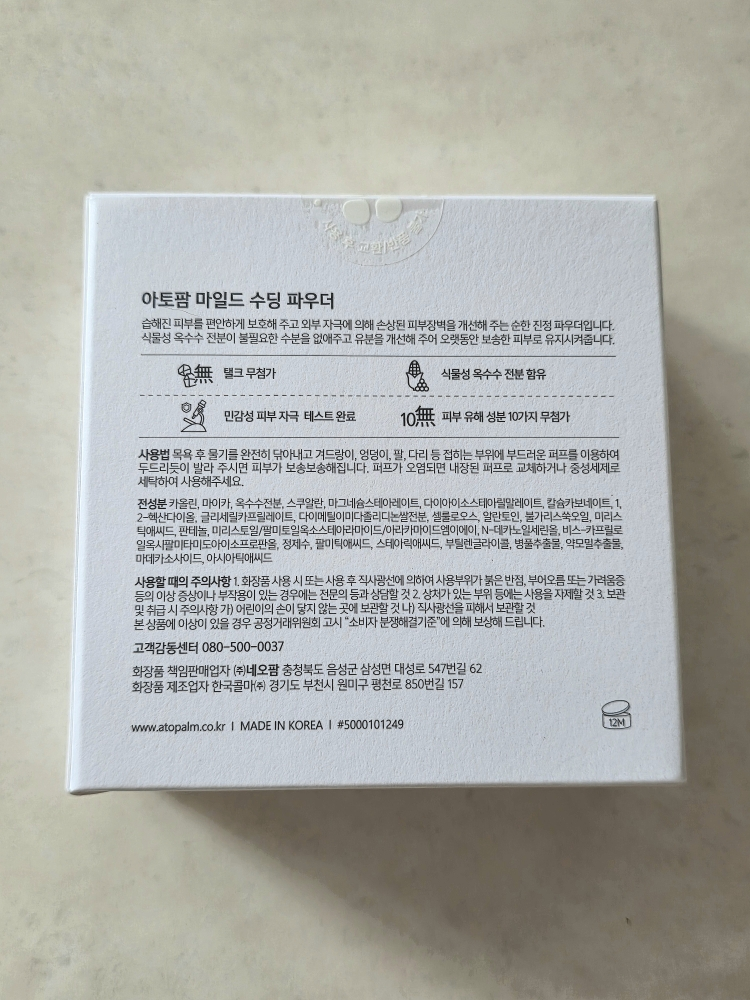 사용 후 교환/반품 불가
아토팜 마일드 수딩 파우더
습해진 피부를 편안하게 보호해 주고 외부 자극에 의해 손상된 피부장벽을 개선해 주는 순한 진정 파우더입니다.
식물성 옥수수 전분이 불필요한 수분을 없애주고 유분을 개선해 주어 오랫동안 보송한 피부로 유지시켜줍니다.
無 탤크 무첨가
식물성 옥수수 전분 함유
민감성 피부 자극 테스트 완료
10無 피부 유해 성분 10가지 무첨가
사용법 목욕 후 물기를 완전히 닦아내고 겨드랑이, 엉덩이, 팔, 다리 등 접히는 부위에 부드러운 퍼프를 이용하여
두드리듯이 발라 주시면 피부가 보송보송해집니다. 퍼프가 오염되면 내장된 퍼프로 교체하거나 중성세제로
세탁하여 사용해주세요.
전성분 카올린, 마이카, 옥수수전분, 스쿠알란, 마그네슘스테아레이트, 다이아이소스테아릴말레이트, 칼슘카보네이트, 1,
2-헥산다이올, 글리세릴카프릴레이트, 다이메틸이미다졸리디논쌀전분, 셀룰로오스, 알란토인, 불가리스쑥오일, 미리스
틱애씨드, 판테놀, 미리스토일/팔미토일옥소스테아라마이드/아라카마이드엠이에이, N-데카노일세린올, 비스-카프릴로
일옥시팔미타미도아이소프로판올, 정제수, 팔미틱애씨드, 스테아릭애씨드, 부틸렌글라이콜, 병풀추출물, 약모밀추출물,
마데카소사이드, 아시아틱애씨드
사용할 때의 주의사항 1. 화장품 사용 시 또는 사용 후 직사광선에 의하여 사용부위가 붉은 반점, 부어오름 또는 가려움증
등의 이상 증상이나 부작용이 있는 경우에는 전문의 등과 상담할 것 2. 상처가 있는 부위 등에는 사용을 자제할 것 3. 보관
및 취급 시 주의사항 가) 어린이의 손이 닿지 않는 곳에 보관할 것 나) 직사광선을 피해서 보관할 것
본 상품에 이상이 있을 경우 공정거래위원회 고시 "소비자 분쟁해결기준"에 의해 보상해 드립니다.
고객감동센터 080-500-0037
화장품 책임판매업자 ㈜네오팜 충청북도 음성군 삼성면 대성로 547번길 62
화장품 제조업자 한국콜마㈜ 경기도 부천시 원미구 평천로 850번길 157
www.atopalm.co.kr I MADE IN KOREA I #5000101249
12M